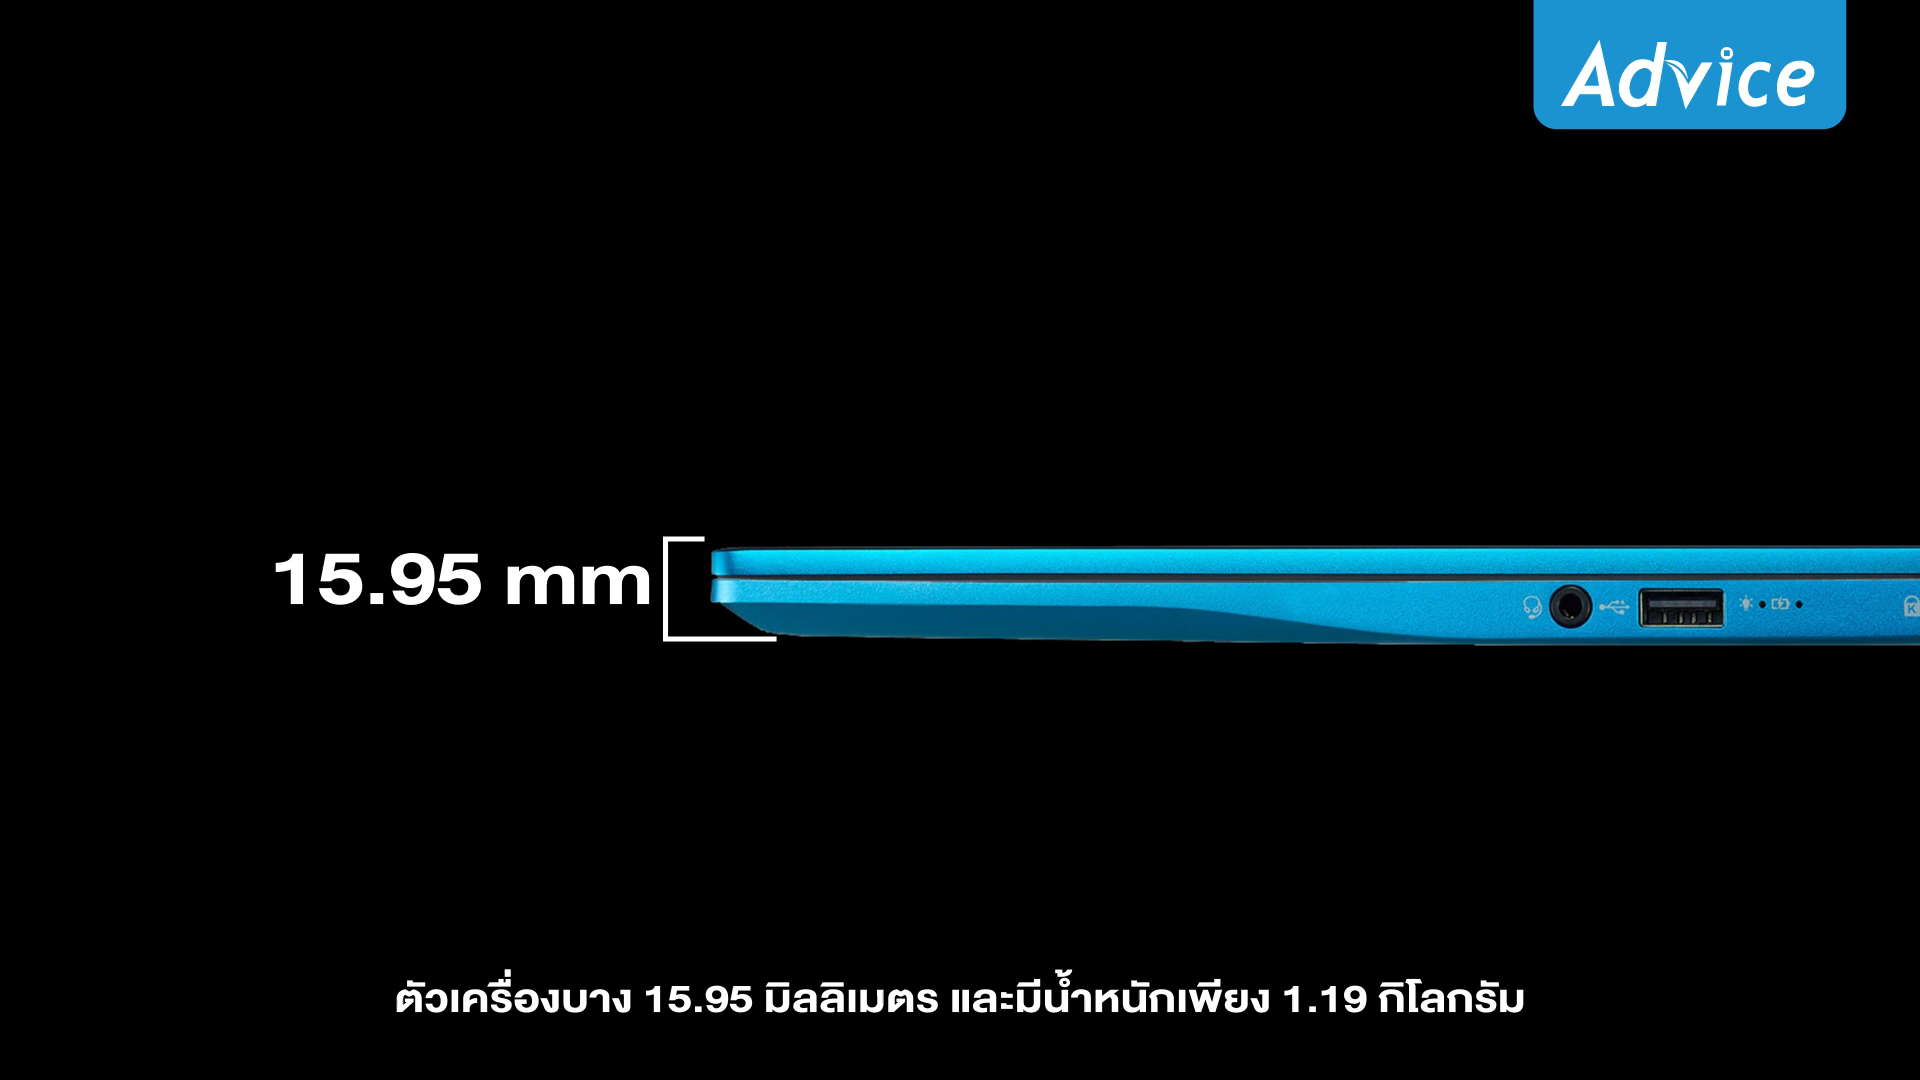 Advice
15.95 mm
K
ตัวเครื่องบาง 15.95 มิลลิเมตร และมีน้ำหนักเพียง 1.19 กิโลกรัม